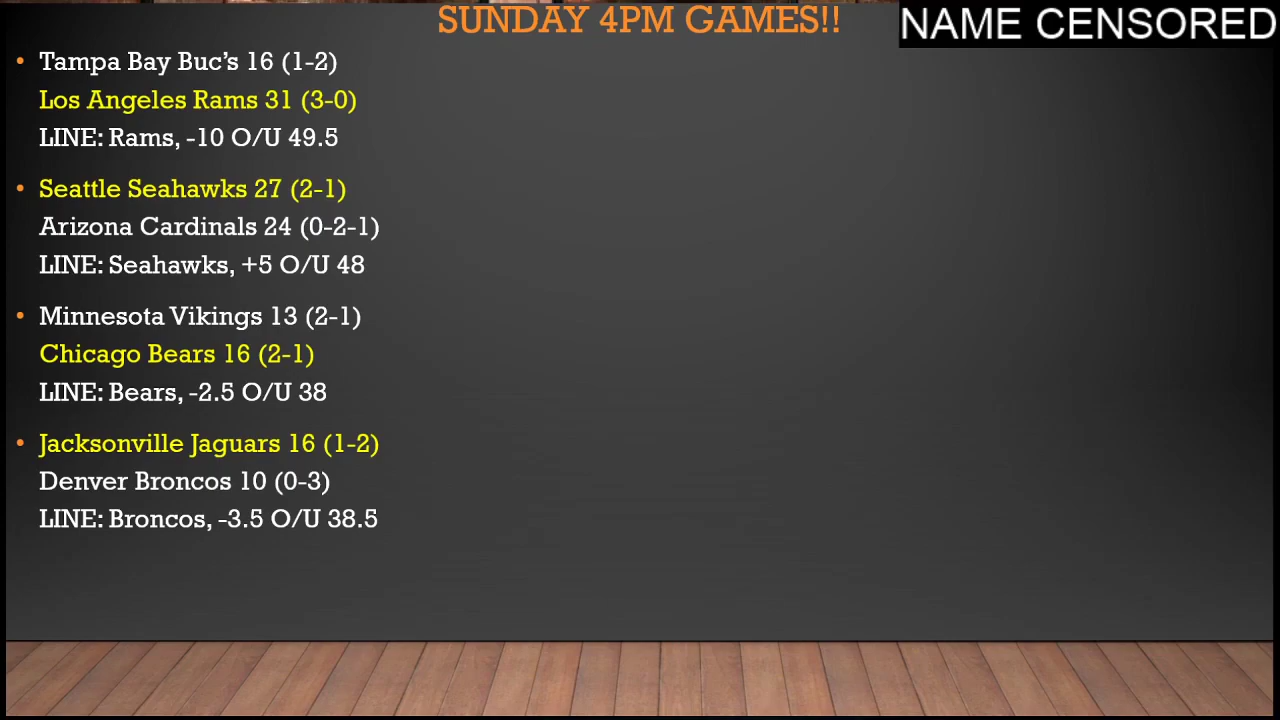 SUNDAY 4PM GAMES!!
NAME CENSORED
• Tampa Bay Buc’s 16 (1-2)
Los Angeles Rams 31 (3-0)
LINE: Rams, -10 O/U 49.5
• Seattle Seahawks 27 (2-1)
Arizona Cardinals 24 (0-2-1)
LINE: Seahawks, +5 O/U 48
• Minnesota Vikings 13 (2-1)
Chicago Bears 16 (2-1)
LINE: Bears, -2.5 O/U 38
• Jacksonville Jaguars 16 (1-2)
Denver Broncos 10 (0-3)
LINE: Broncos, -3.5 O/U 38.5